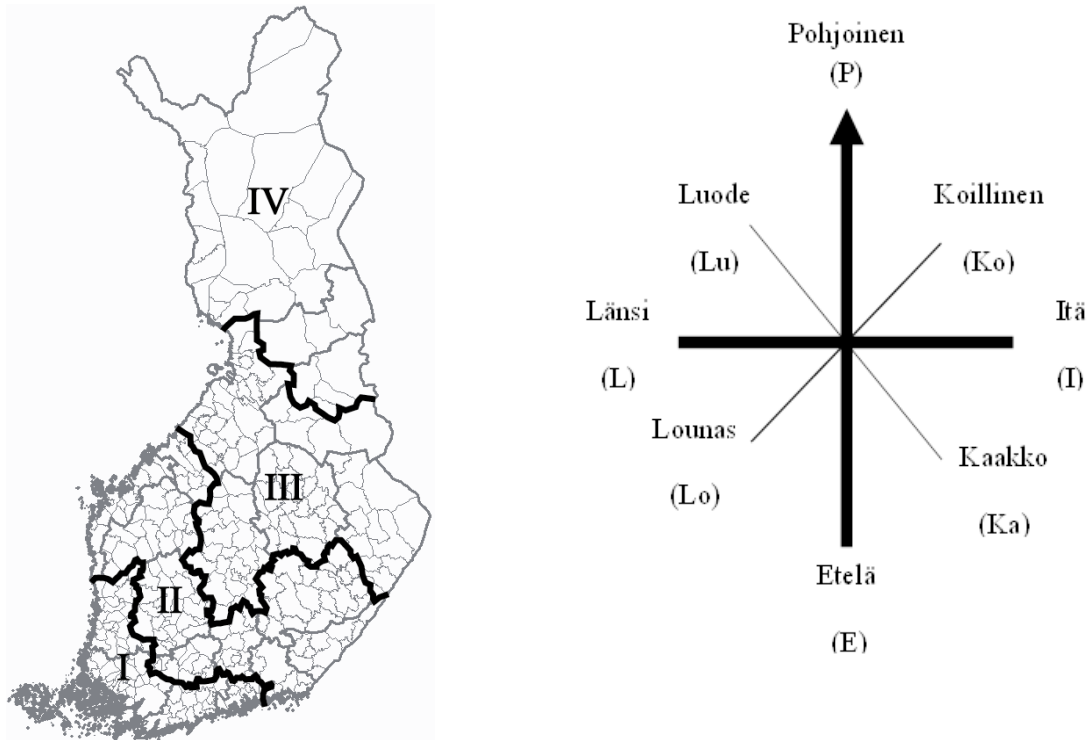 IV
III
II
I
Pohjoinen
(P)
Luode
Koillinen
(Lu)
(Ko)
Länsi
Itä
(L)
(I)
Lounas
Kaakko
(Lo)
(Ka)
Etelä
(E)